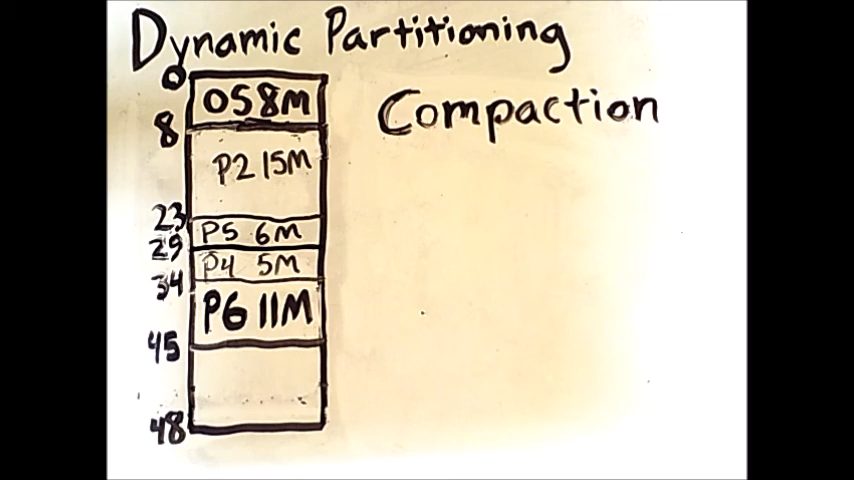 Dynamic Partitioning
Compaction
0
OS 8M
8
P2 15M
23
P5 6M
29
P4 5M
34
P6 11M
45
48